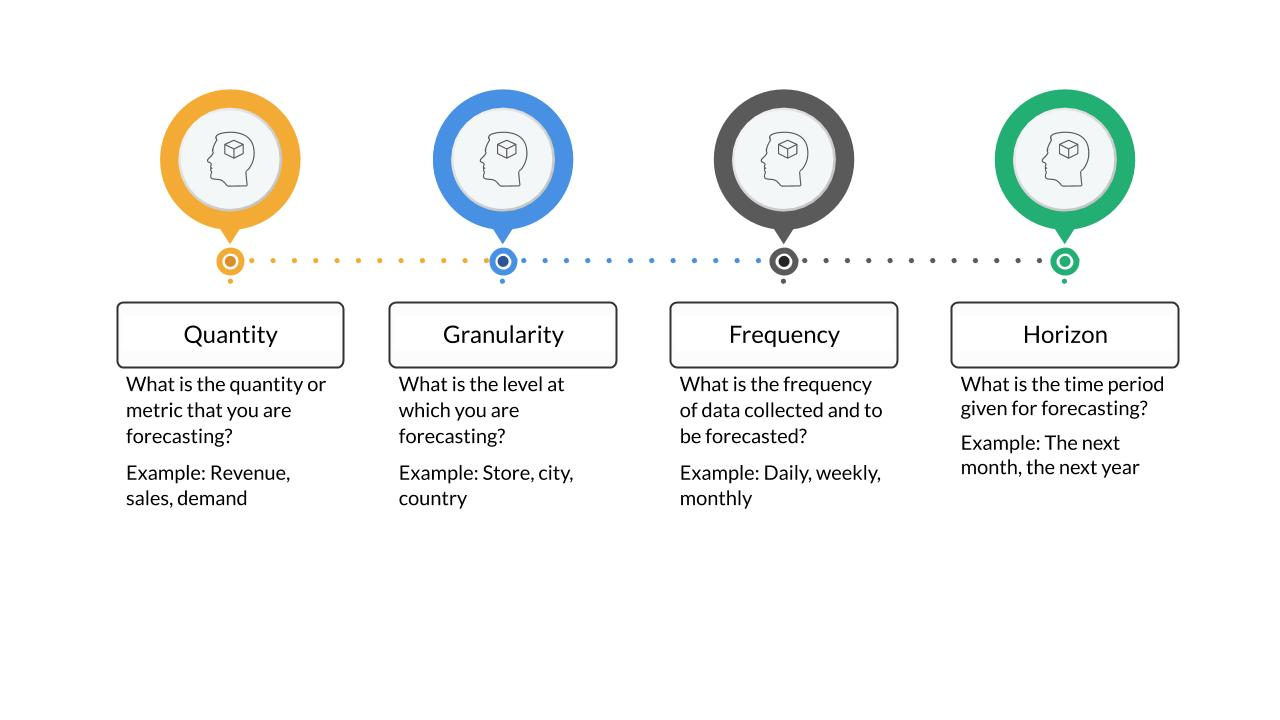 Quantity
What is the quantity or
metric that you are
forecasting?
Example: Revenue,
sales, demand
Granularity
What is the level at
which you are
forecasting?
Example: Store, city,
country
Frequency
What is the frequency
of data collected and to
be forecasted?
Example: Daily, weekly,
monthly
Horizon
What is the time period
given for forecasting?
Example: The next
month, the next year